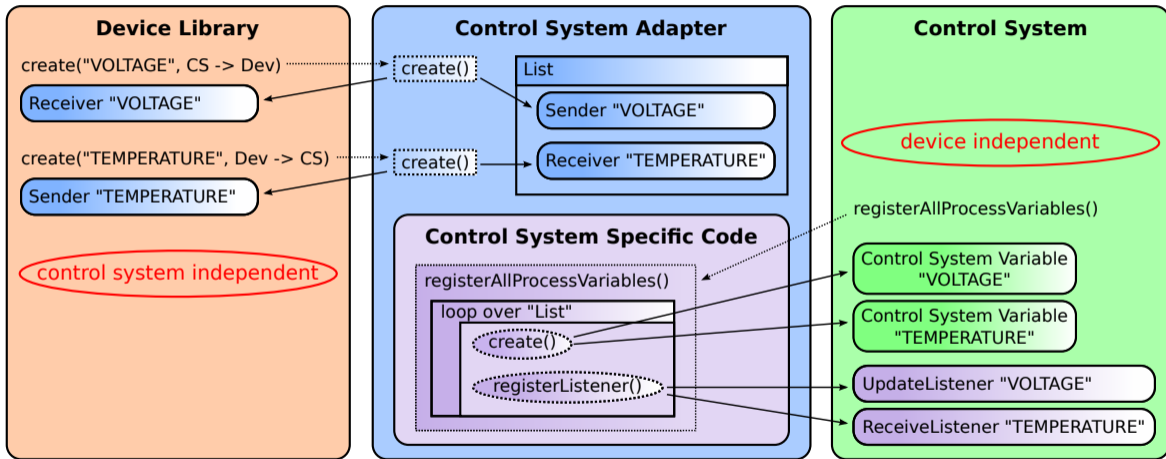 Device Library
create("VOLTAGE", CS -> Dev)
Receiver "VOLTAGE"
create("TEMPERATURE", Dev -> CS)
Sender "TEMPERATURE"
control system independent
Control System Adapter
create()
List
Sender "VOLTAGE"
create()
Receiver "TEMPERATURE"
Control System Specific Code
registerAllProcessVariables()
loop over "List"
create()
registerListener()
Control System
device independent
registerAllProcessVariables()
Control System Variable
"VOLTAGE"
Control System Variable
"TEMPERATURE"
UpdateListener "VOLTAGE"
ReceiveListener "TEMPERATURE"